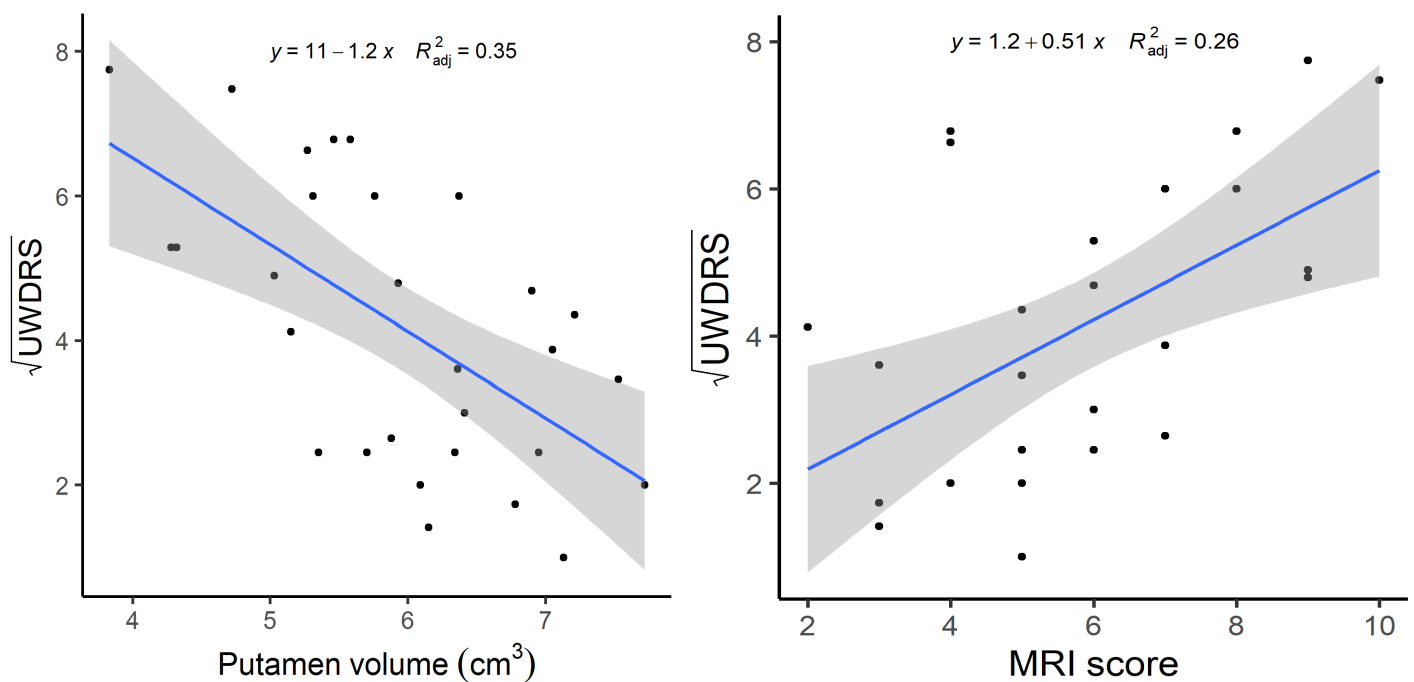 y = 11 − 1.2 x R²adj = 0.35
8
6
4
2
√UWDRS
4 5 6 7
Putamen volume (cm³)
y = 1.2 + 0.51 x R²adj = 0.26
8
6
4
2
√UWDRS
2 4 6 8 10
MRI score